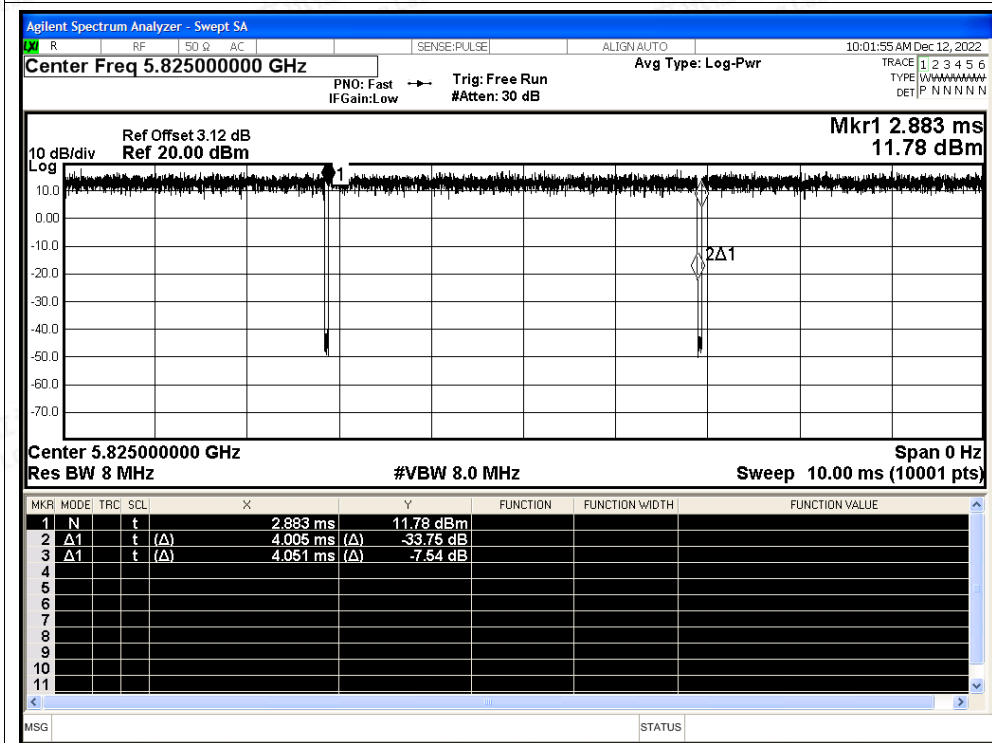 Agilent Spectrum Analyzer - Swept SA
LXI R RF 50 Ω AC SENSE:PULSE ALIGN AUTO 10:01:55 AM Dec 12, 2022
Center Freq 5.825000000 GHz
PNO: Fast
IFGain:Low
Trig: Free Run
#Atten: 30 dB
Avg Type: Log-Pwr
TRACE 1 2 3 4 5 6
TYPE WWWWWW
DET P N N N N N
Mkr1 2.883 ms
11.78 dBm
Ref Offset 3.12 dB
10 dB/div Ref 20.00 dBm
Log
1
10.0
0.00
-10.0
2Δ1
-20.0
-30.0
-40.0
-50.0
-60.0
-70.0
Center 5.825000000 GHz Span 0 Hz
Res BW 8 MHz #VBW 8.0 MHz Sweep 10.00 ms (10001 pts)
MKR MODE TRC SCL X Y FUNCTION FUNCTION WIDTH FUNCTION VALUE
1 N t 2.883 ms 11.78 dBm
2 Δ1 t (Δ) 4.005 ms (Δ) -33.75 dB
3 Δ1 t (Δ) 4.051 ms (Δ) -7.54 dB
4
5
6
7
8
9
10
11
MSG STATUS